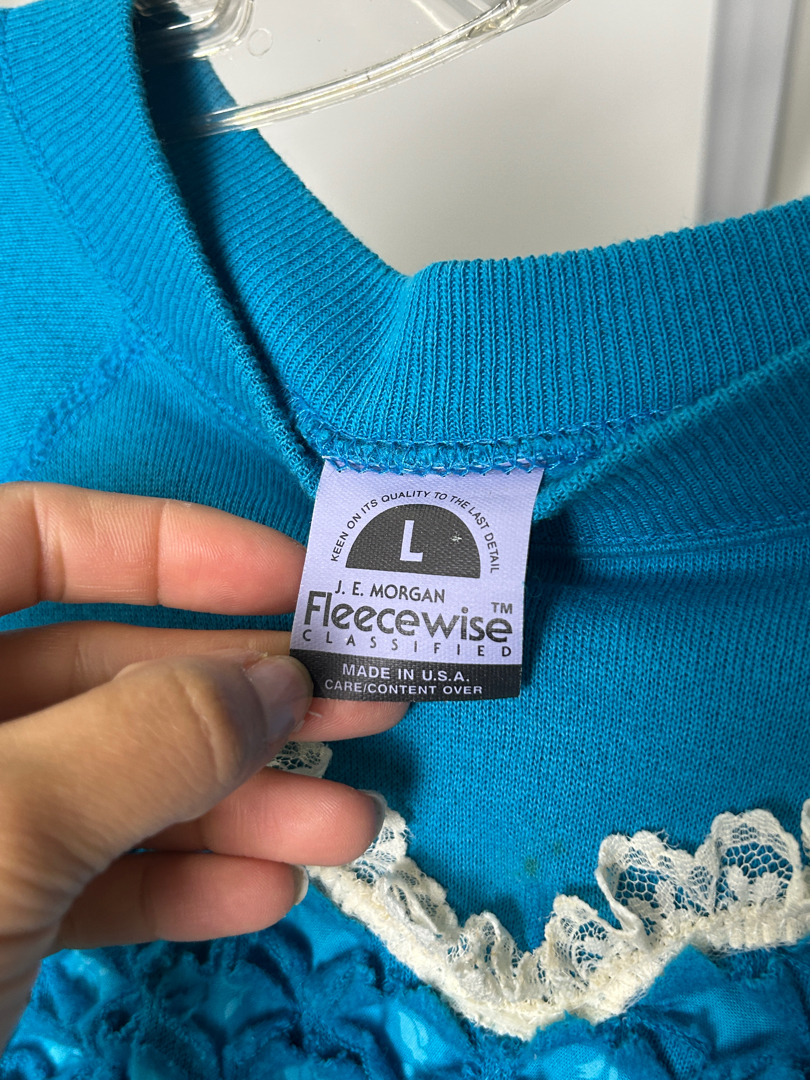 KEEN ON ITS QUALITY TO THE LAST DETAIL
L
J. E. MORGAN
Fleecewise™
CLASSIFIED
MADE IN U.S.A.
CARE/CONTENT OVER